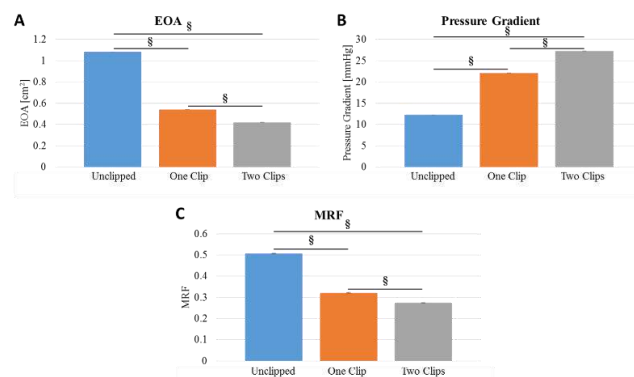 A
EOA
§
§
§
EOA [cm²]
1.2
1
0.8
0.6
0.4
0.2
0
Unclipped One Clip Two Clips
B
Pressure Gradient
§
§
§
Pressure Gradient [mmHg]
30
25
20
15
10
5
0
Unclipped One Clip Two Clips
C
MRF
§
§
§
MRF
0.6
0.5
0.4
0.3
0.2
0.1
0
Unclipped One Clip Two Clips